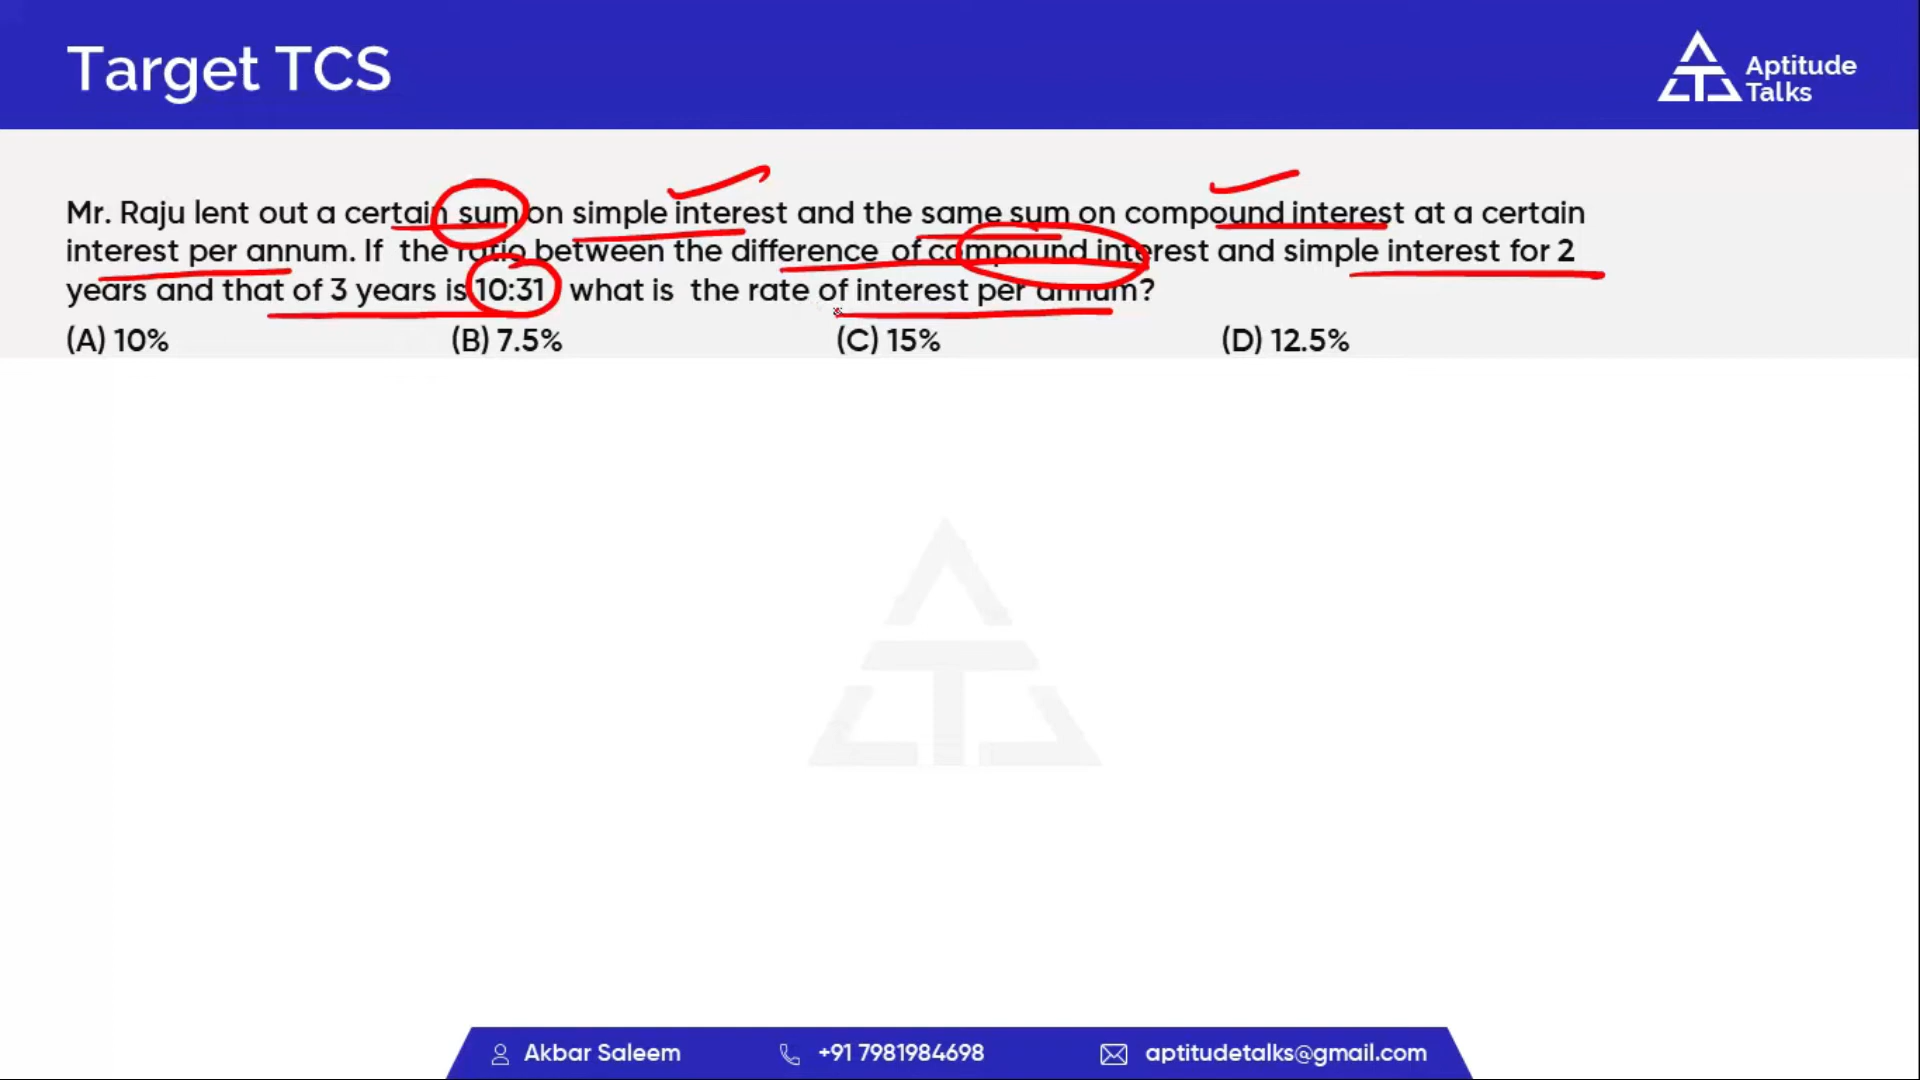 Target TCS
Aptitude
Talks
Mr. Raju lent out a certain sum on simple interest and the same sum on compound interest at a certain
interest per annum. If the ratio between the difference of compound interest and simple interest for 2
years and that of 3 years is 10:31 what is the rate of interest per annum?
(A) 10% (B) 7.5% (C) 15% (D) 12.5%
Akbar Saleem +91 7981984698 aptitudetalks@gmail.com